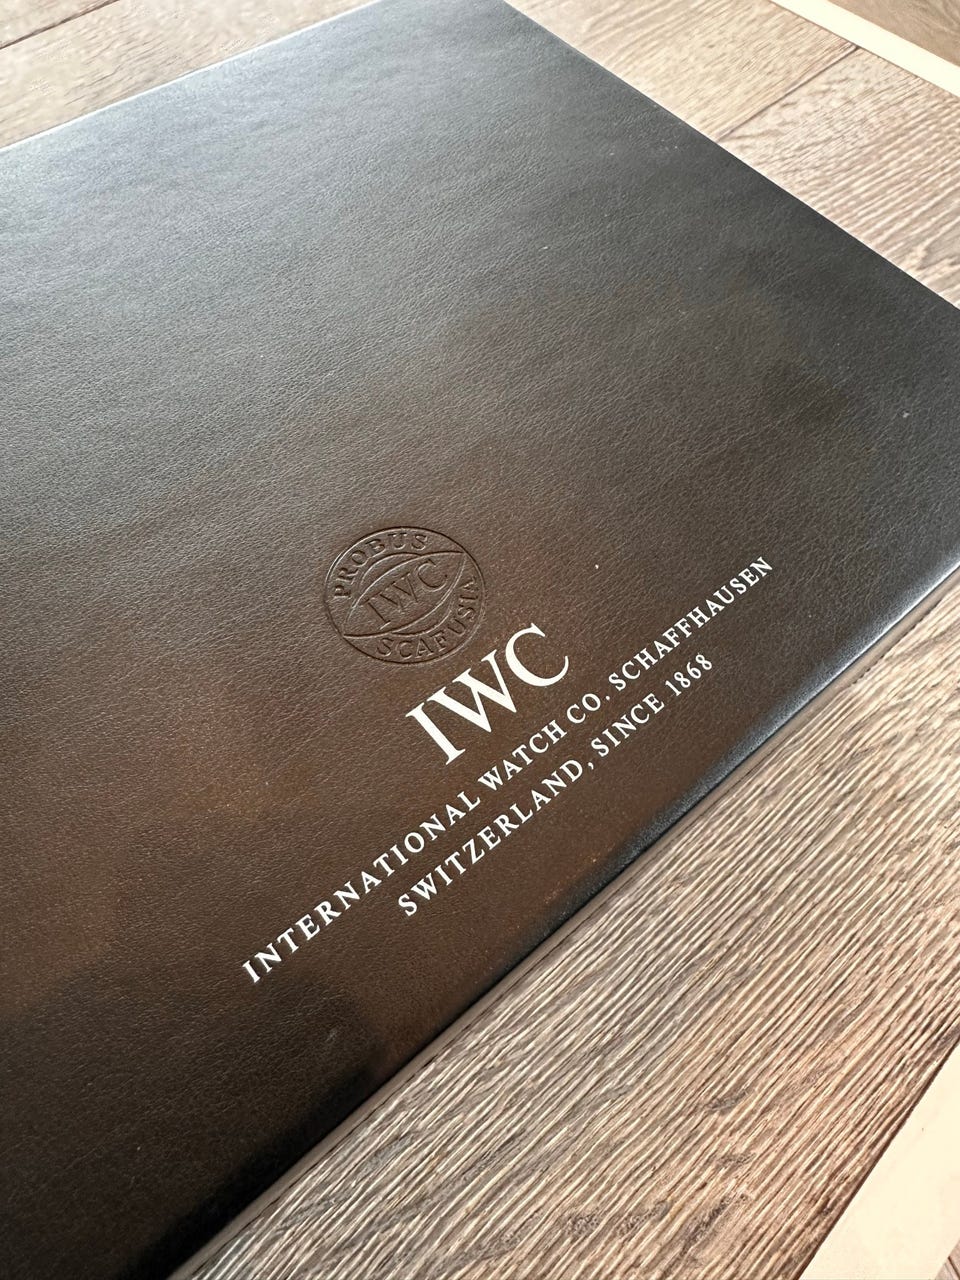 PROBUS
IWC
SCAFUSIA
IWC
INTERNATIONAL WATCH CO. SCHAFFHAUSEN
SWITZERLAND, SINCE 1868